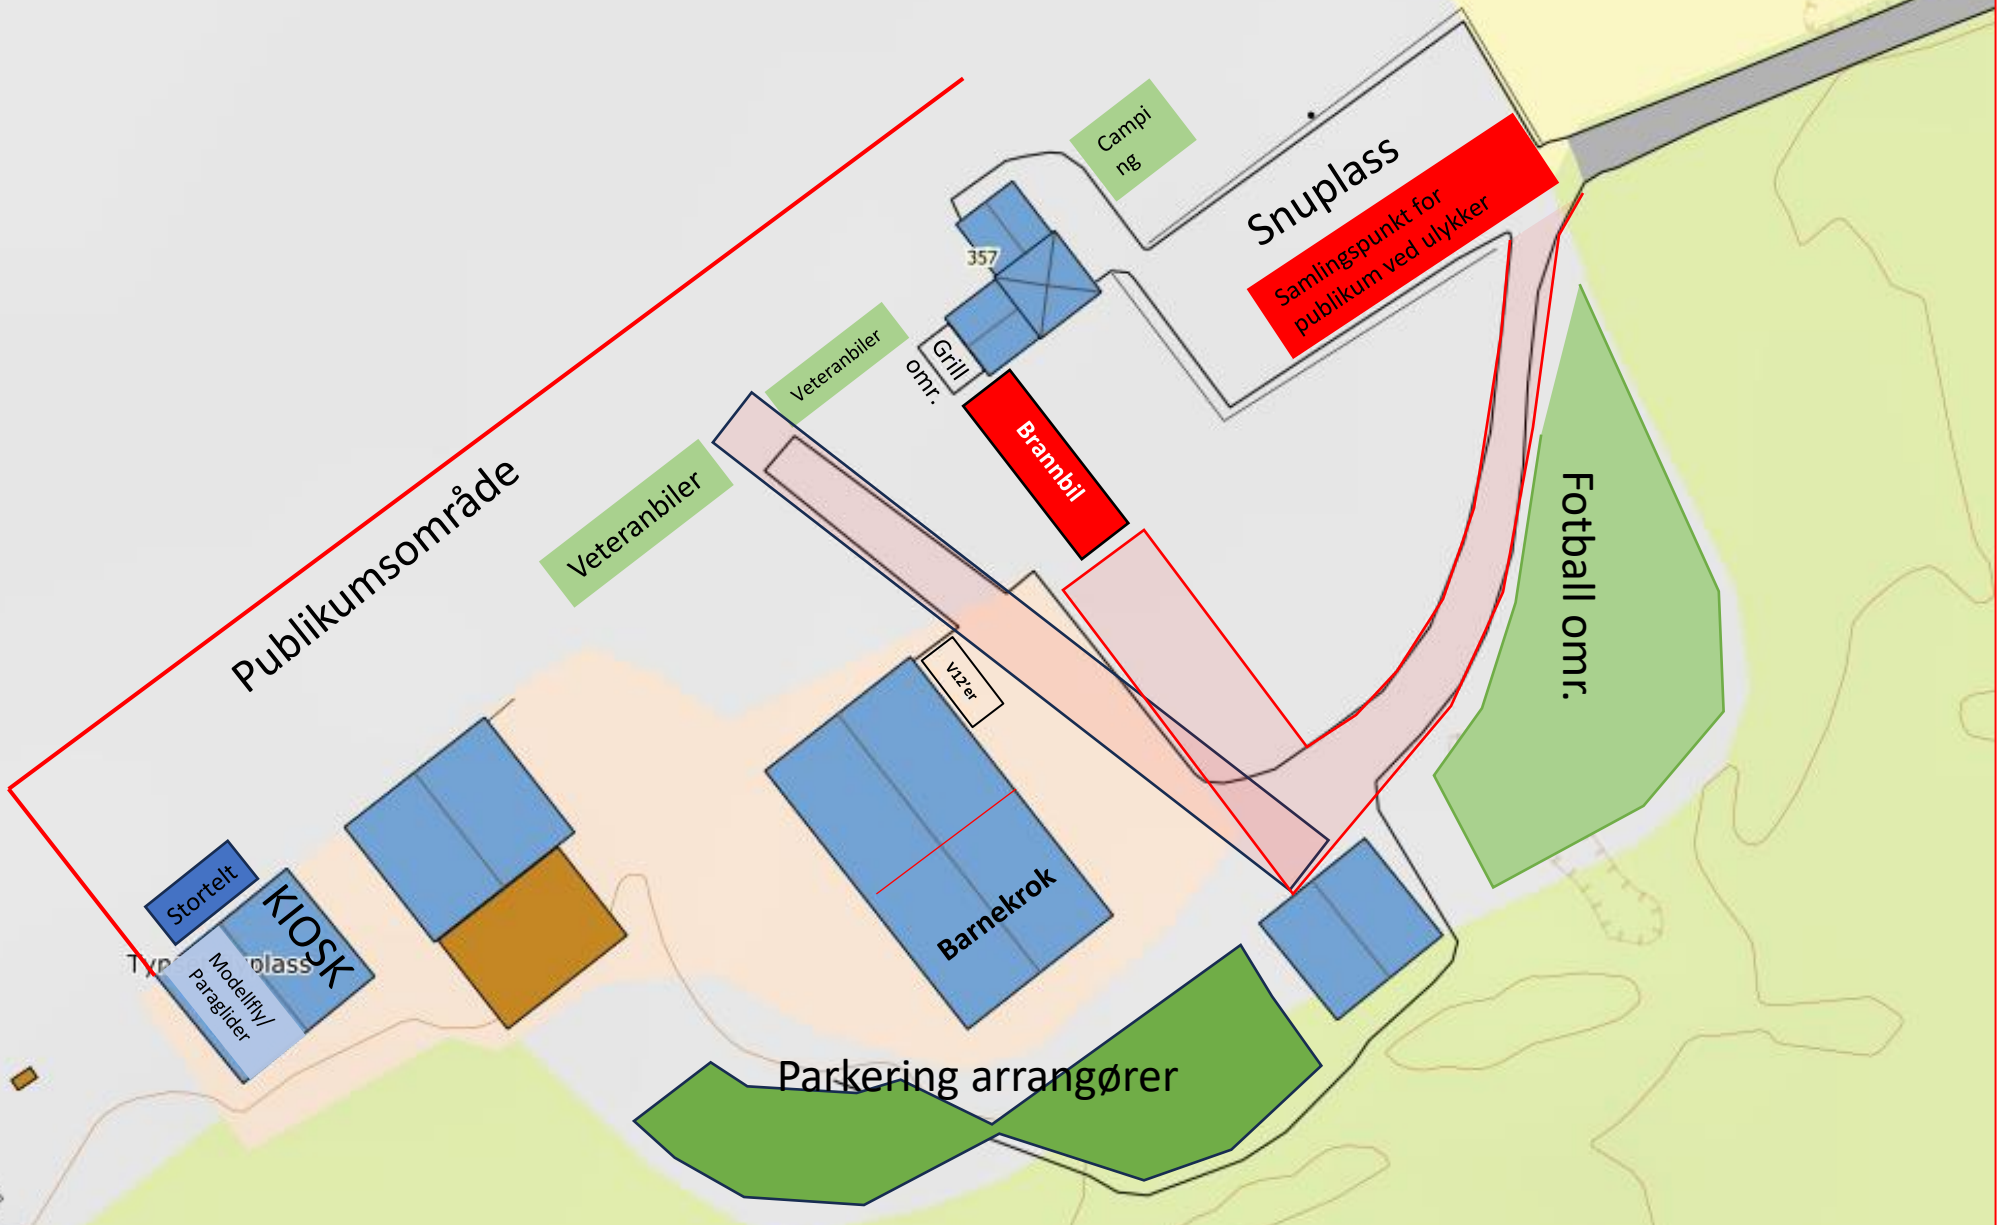 Campi
ng
Snuplass
Samlingspunkt for
publikum ved ulykker
357
Veteranbiler
Grill
omr.
Brannbil
Publikumsområde
Veteranbiler
Fotball omr.
V12'er
Stortelt
KIOSK
Modellfly/
Paraglider
Barnekrok
Parkering arrangører